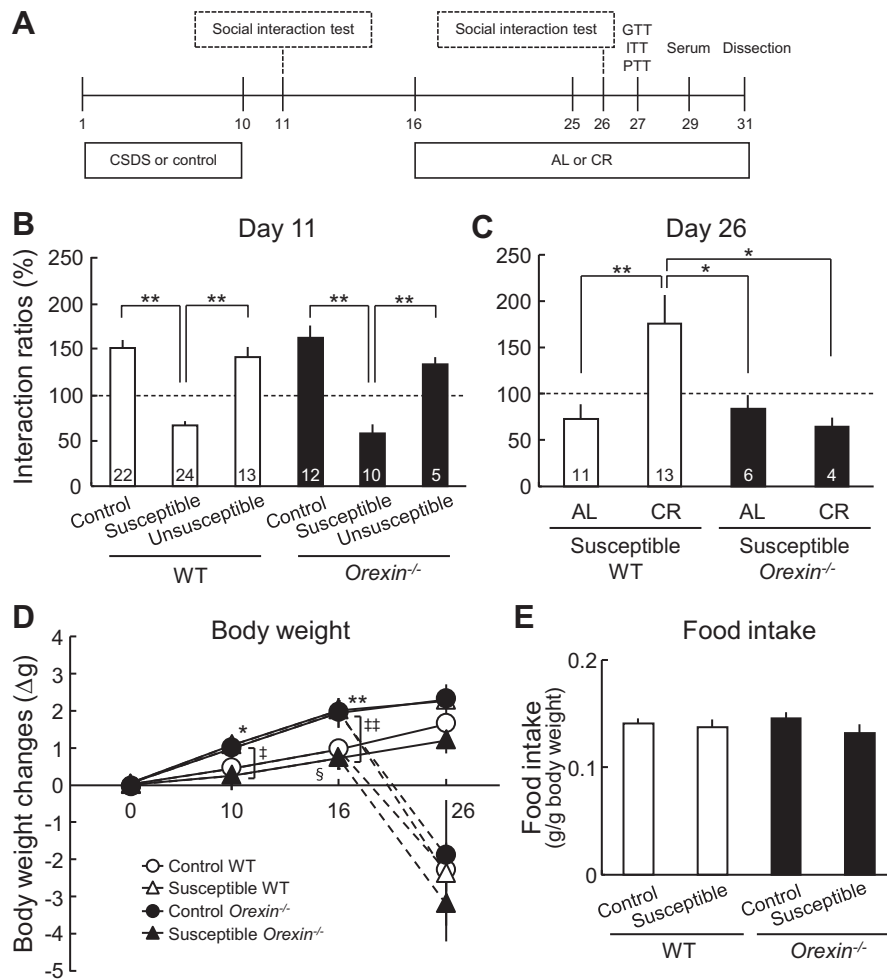 A
Social interaction test
Social interaction test
GTT
ITT
PTT
Serum
Dissection
1
10
11
16
25
26
27
29
31
CSDS or control
AL or CR
B
Day 11
Interaction ratios (%)
250
200
150
100
50
0
**
**
**
**
22
24
13
12
10
5
Control
Susceptible
Unsusceptible
Control
Susceptible
Unsusceptible
WT
Orexin-/-
C
Day 26
250
200
150
100
50
0
**
*
*
11
13
6
4
AL
CR
AL
CR
Susceptible
WT
Susceptible
Orexin-/-
D
Body weight
Body weight changes (Δg)
4
3
2
1
0
-1
-2
-3
-4
-5
*
‡
**
‡‡
§
0
10
16
26
Control WT
Susceptible WT
Control Orexin-/-
Susceptible Orexin-/-
E
Food intake
Food intake
(g/g body weight)
0.2
0.1
0
Control
Susceptible
Control
Susceptible
WT
Orexin-/-